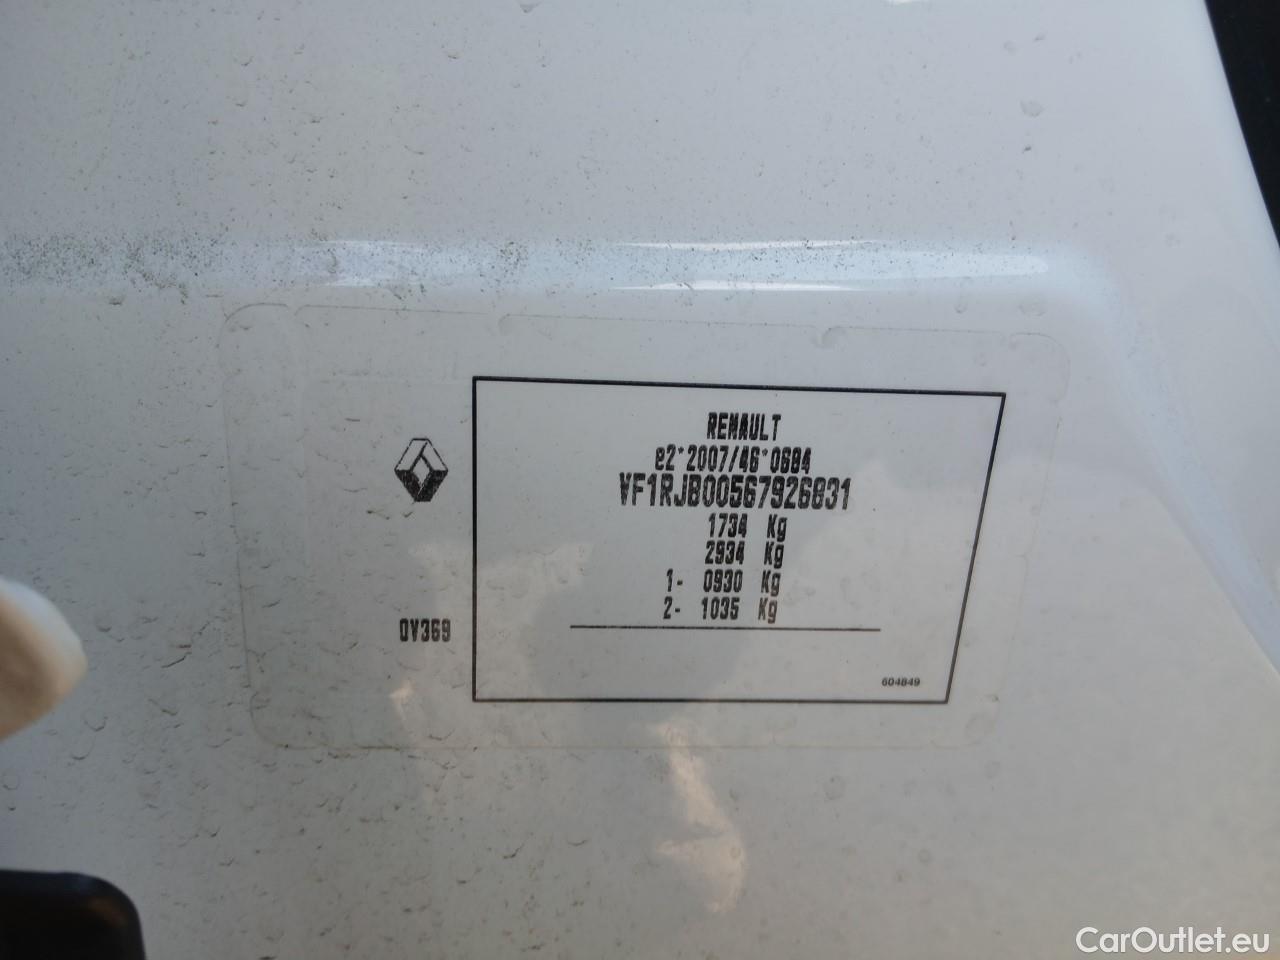 RENAULT
e2*2007/46*0684
VF1RJB00567926831
1734 Kg
2934 Kg
1- 0930 Kg
2- 1035 Kg
0V369
604849
CarOutlet.eu